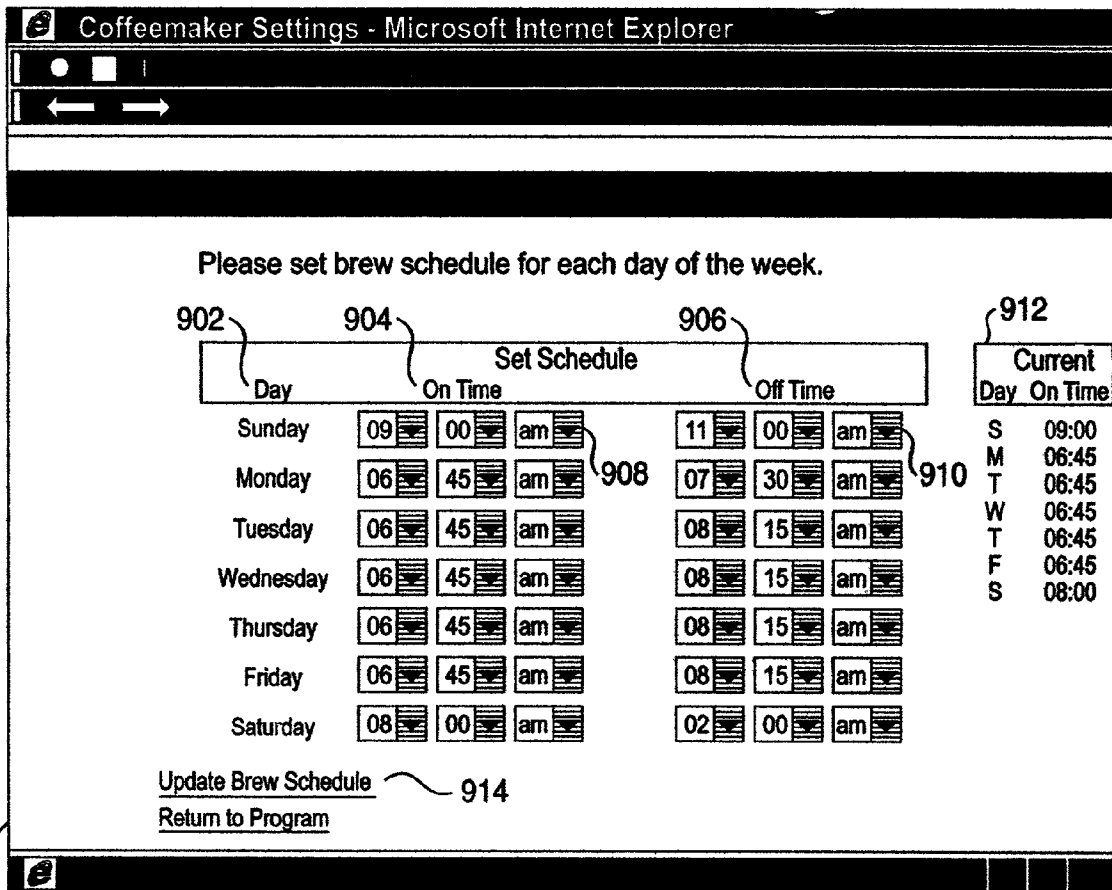 Coffeemaker Settings - Microsoft Internet Explorer
Please set brew schedule for each day of the week.
902 904 906 912
Set Schedule Current
Day On Time Off Time Day On Time
Sunday 09 00 am 11 00 am S 09:00
908 910
M 06:45
Monday 06 45 am 07 30 am T 06:45
W 06:45
Tuesday 06 45 am 08 15 am T 06:45
F 06:45
Wednesday 06 45 am 08 15 am S 08:00
Thursday 06 45 am 08 15 am
Friday 06 45 am 08 15 am
Saturday 08 00 am 02 00 am
Update Brew Schedule 914
Return to Program